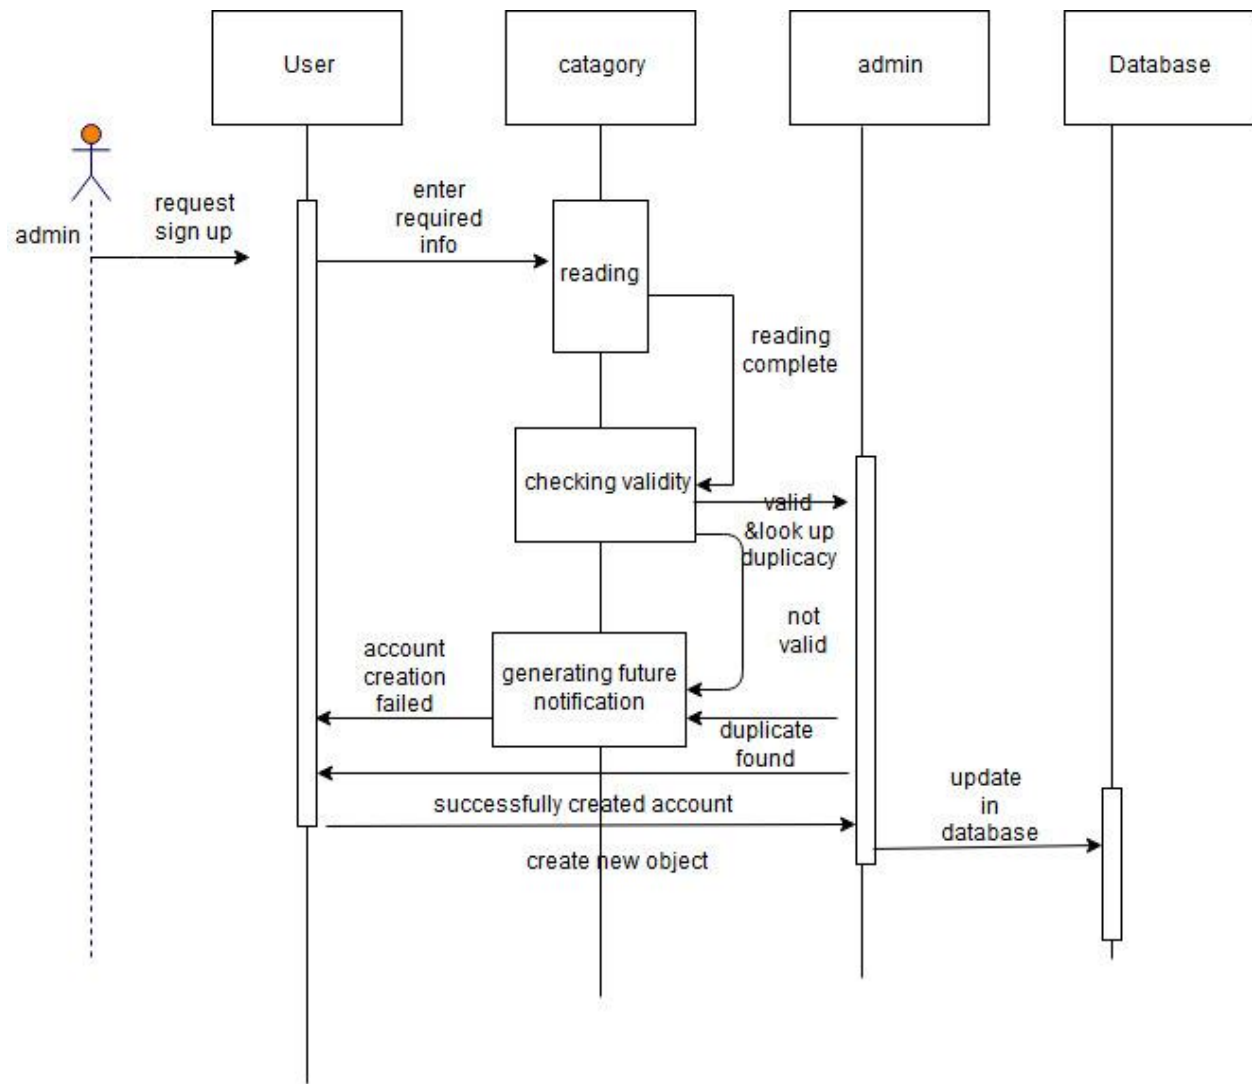 User
catagory
admin
Database
admin
request
sign up
enter
required
info
reading
reading
complete
checking validity
valid
&look up
duplicacy
not
valid
account
creation
failed
generating future
notification
duplicate
found
successfully created account
update
in
database
create new object